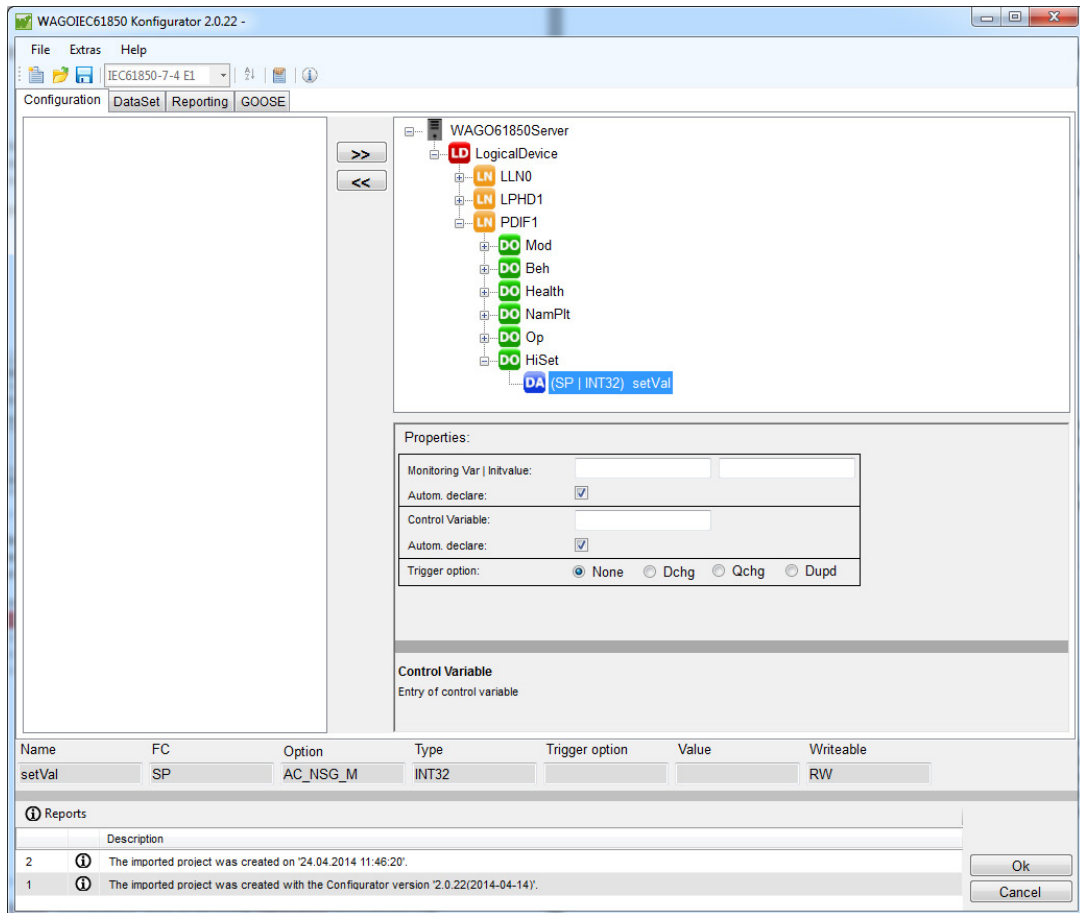 WAGOIEC61850 Konfigurator 2.0.22 -
File Extras Help
IEC61850-7-4 E1
Configuration DataSet Reporting GOOSE
>>
<<
WAGO61850Server
LD LogicalDevice
LN LLN0
LN LPHD1
LN PDIF1
DO Mod
DO Beh
DO Health
DO NamPlt
DO Op
DO HiSet
DA (SP | INT32) setVal
Properties:
Monitoring Var | Initvalue:
Autom. declare:
Control Variable:
Autom. declare:
Trigger option: None Dchg Qchg Dupd
Control Variable
Entry of control variable
Name FC Option Type Trigger option Value Writeable
setVal SP AC_NSG_M INT32 RW
Reports
Description
2 The imported project was created on '24.04.2014 11:46:20'.
1 The imported project was created with the Configurator version '2.0.22(2014-04-14)'.
Ok
Cancel